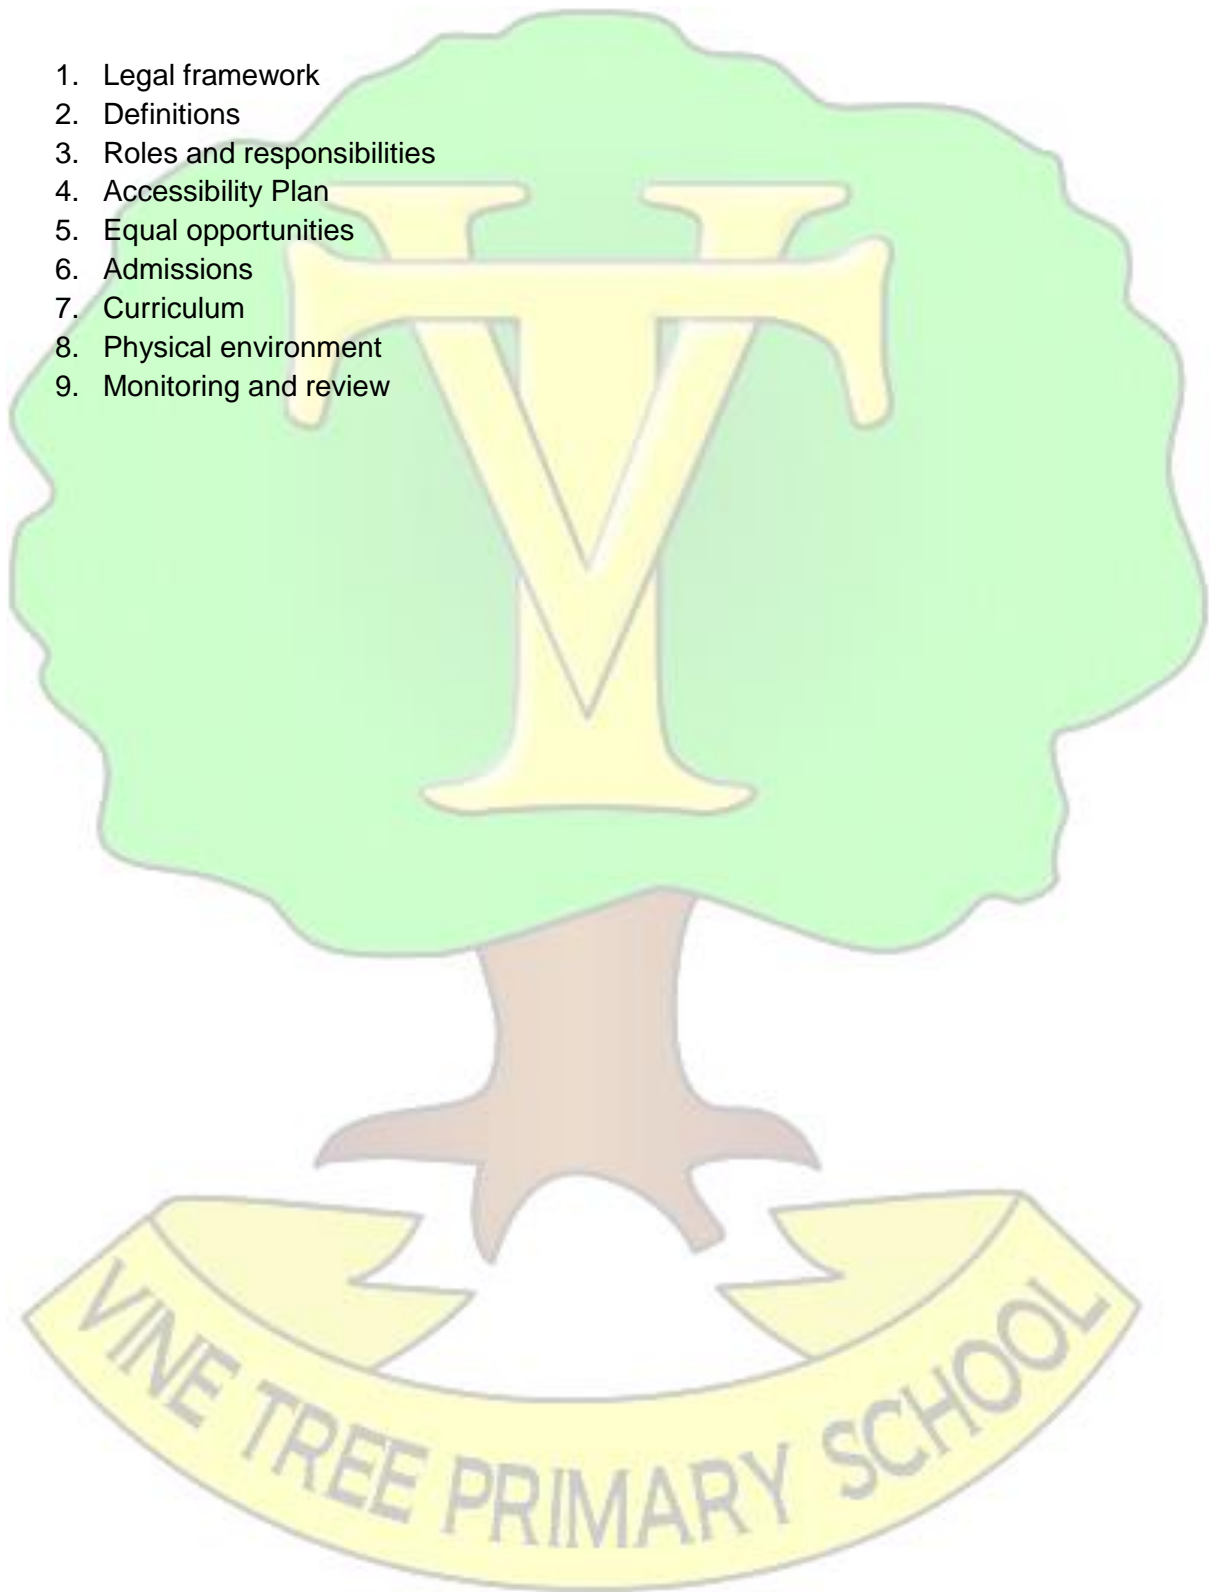 1. Legal framework
2. Definitions
3. Roles and responsibilities
4. Accessibility Plan
5. Equal opportunities
6. Admissions
7. Curriculum
8. Physical environment
9. Monitoring and review
VT
VINE TREE PRIMARY SCHOOL